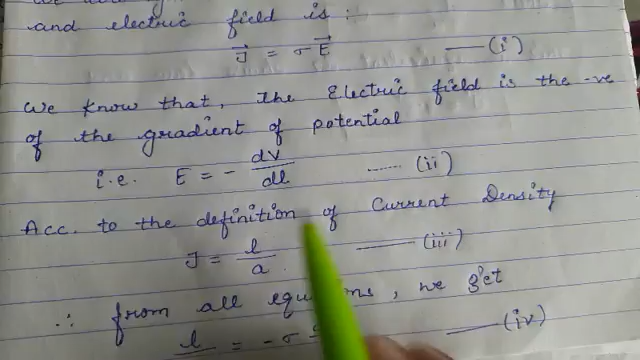 and electric field is:
J⃗ = σ E⃗ —(i)
We know that, the Electric field is the -ve
of the gradient of potential
i.e. E = - dV/dl ......(ii)
Acc. to the definition of Current Density
J = l/a. —(iii)
∴ from all equations, we get
l = -σ —(iv)